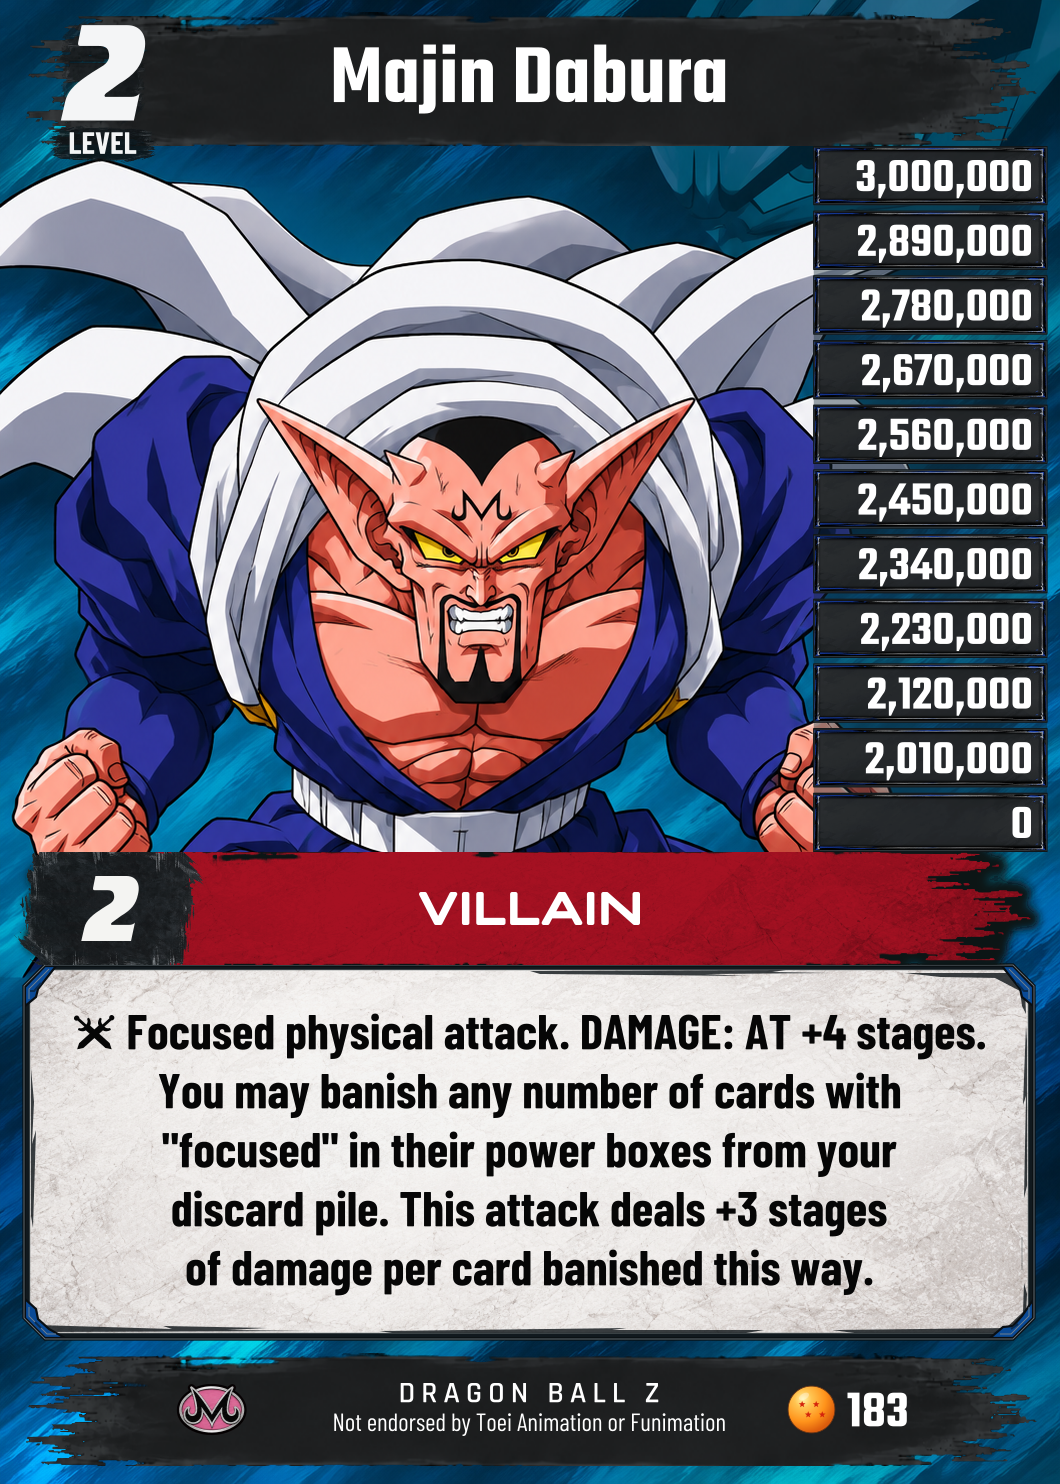 2
LEVEL
Majin Dabura
3,000,000
2,890,000
2,780,000
2,670,000
2,560,000
2,450,000
2,340,000
2,230,000
2,120,000
2,010,000
0
2
VILLAIN
Focused physical attack. DAMAGE: AT +4 stages.
You may banish any number of cards with
"focused" in their power boxes from your
discard pile. This attack deals +3 stages
of damage per card banished this way.
DRAGON BALL Z
Not endorsed by Toei Animation or Funimation
183